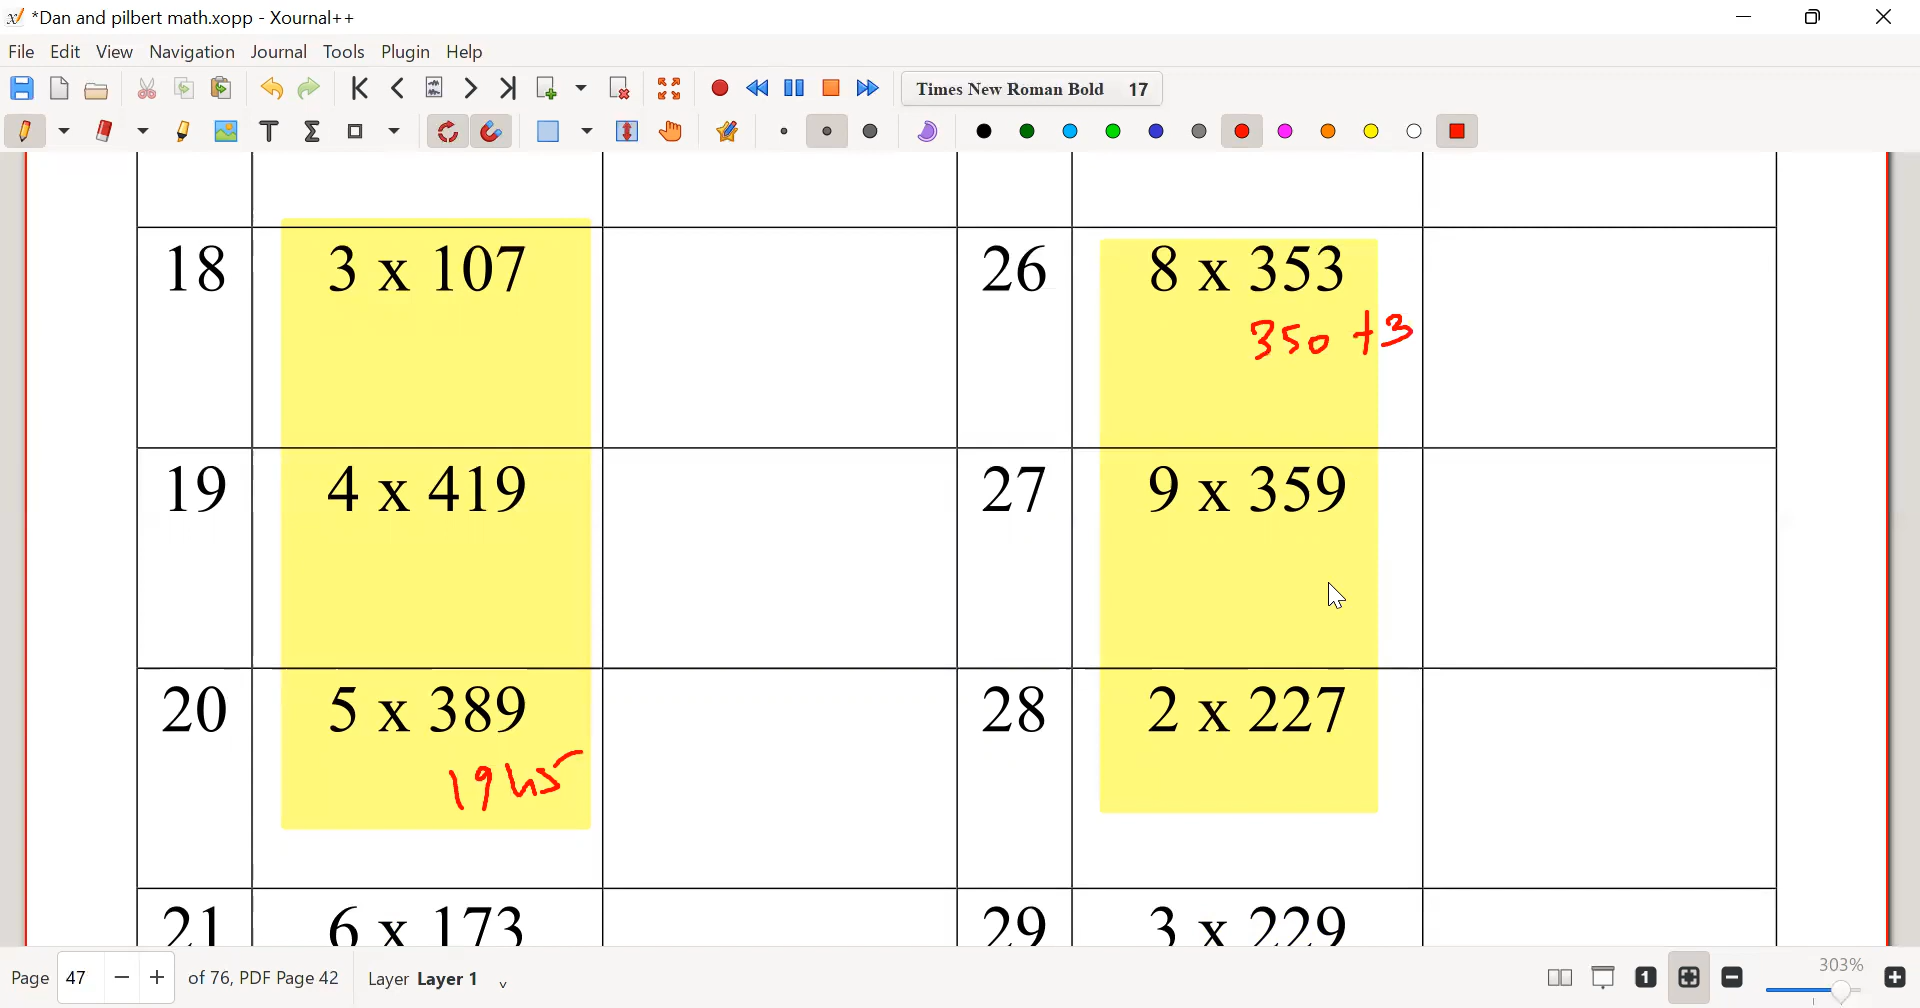 *Dan and pilbert math.xopp - Xournal++
File Edit View Navigation Journal Tools Plugin Help
Times New Roman Bold 17
18 3 x 107 26 8 x 353
350 +3
19 4 x 419 27 9 x 359
20 5 x 389 28 2 x 227
1945
21 6 x 173 29 3 x 229
Page 47 of 76, PDF Page 42 Layer Layer 1 1 303%